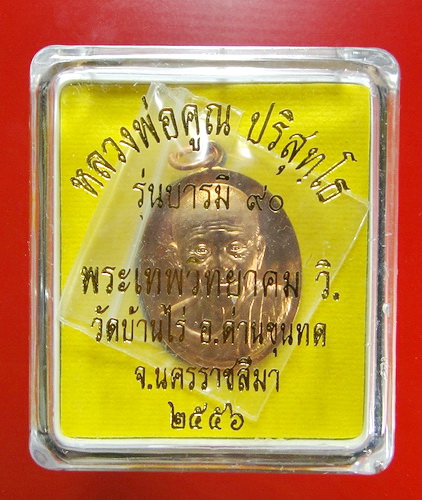 หลวงพ่อคูณ ปริสุทฺโธ
รุ่นบารมี ๙๐
พระเทพวิทยาคม วิ.
วัดบ้านไร่ อ.ด่านขุนทด
จ.นครราชสีมา
๒๕๕๖